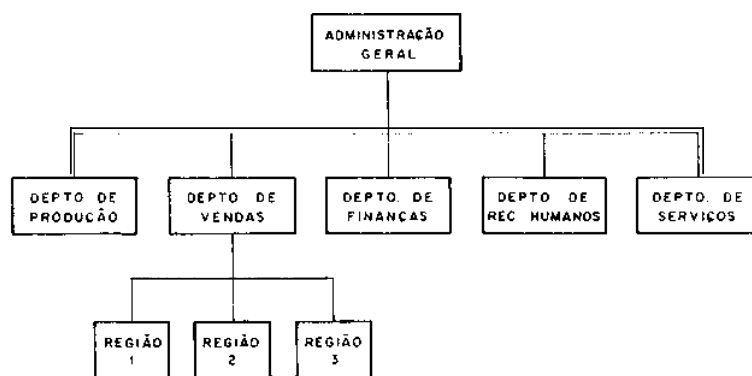 ADMINISTRAÇÃO
GERAL
DEPTO DE
PRODUÇÃO
DEPTO DE
VENDAS
DEPTO. DE
FINANÇAS
DEPTO DE
REC HUMANOS
DEPTO. DE
SERVIÇOS
REGIÃO
1
REGIÃO
2
REGIÃO
3